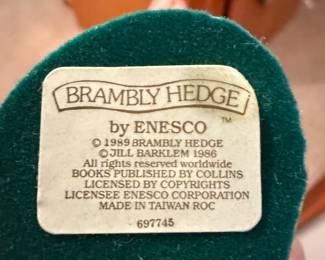 BRAMBLY HEDGE
™
by ENESCO
© 1989 BRAMBLY HEDGE
© JILL BARKLEM 1986
All rights reserved worldwide
BOOKS PUBLISHED BY COLLINS
LICENSED BY COPYRIGHTS
LICENSEE ENESCO CORPORATION
MADE IN TAIWAN ROC
697745